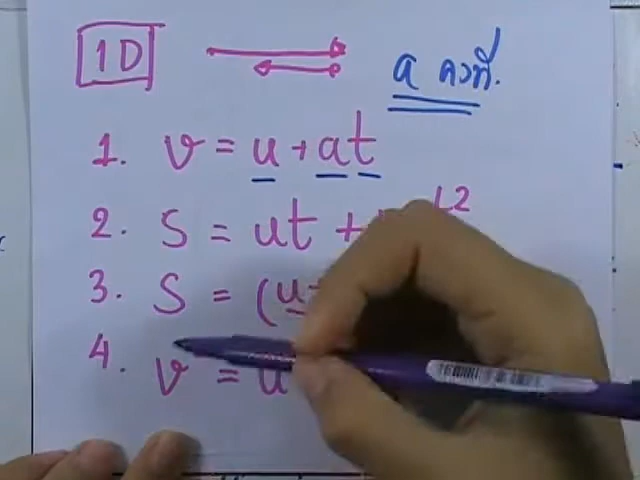 1D
a คงที่.
1. v = u + at
2. S = ut +
3. S = (u
4. v = u